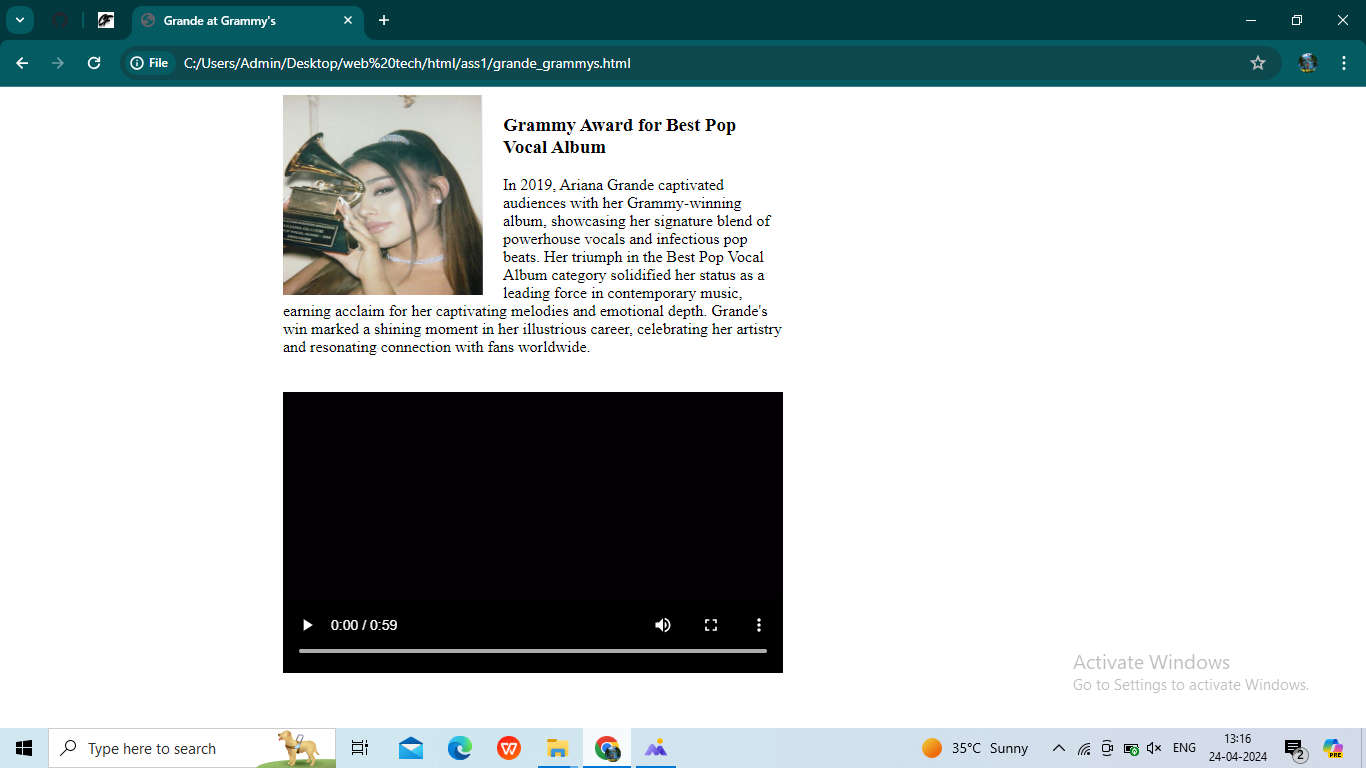 Grande at Grammy's
File
C:/Users/Admin/Desktop/web%20tech/html/ass1/grande_grammys.html
Grammy Award for Best Pop
Vocal Album
In 2019, Ariana Grande captivated
audiences with her Grammy-winning
album, showcasing her signature blend of
powerhouse vocals and infectious pop
beats. Her triumph in the Best Pop Vocal
Album category solidified her status as a
leading force in contemporary music,
earning acclaim for her captivating melodies and emotional depth. Grande's
win marked a shining moment in her illustrious career, celebrating her artistry
and resonating connection with fans worldwide.
0:00 / 0:59
Activate Windows
Go to Settings to activate Windows.
Type here to search
35°C Sunny
ENG
13:16
24-04-2024
2
PRE